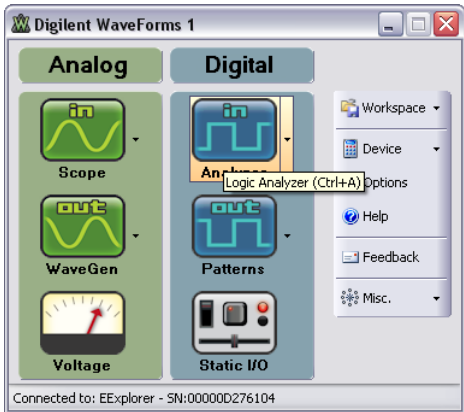 Digilent WaveForms 1
Analog
Digital
in
Scope
in
Logic Analyzer (Ctrl+A)
out
WaveGen
out
Patterns
Voltage
Static I/O
Workspace
Device
Options
Help
Feedback
Misc.
Connected to: EExplorer - SN:00000D276104